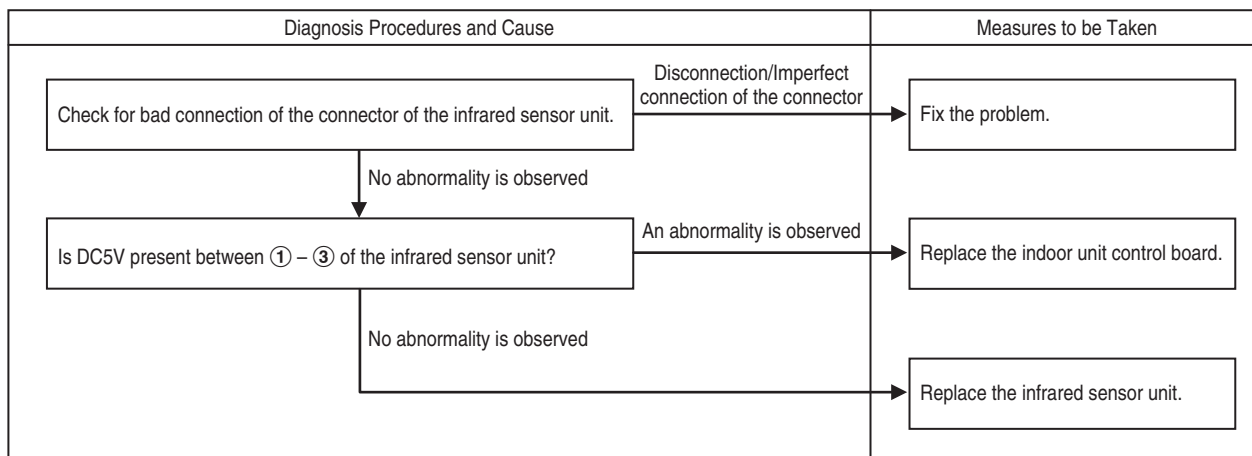 Diagnosis Procedures and Cause
Measures to be Taken
Disconnection/Imperfect
connection of the connector
Check for bad connection of the connector of the infrared sensor unit.
Fix the problem.
No abnormality is observed
An abnormality is observed
Is DC5V present between ① – ③ of the infrared sensor unit?
Replace the indoor unit control board.
No abnormality is observed
Replace the infrared sensor unit.